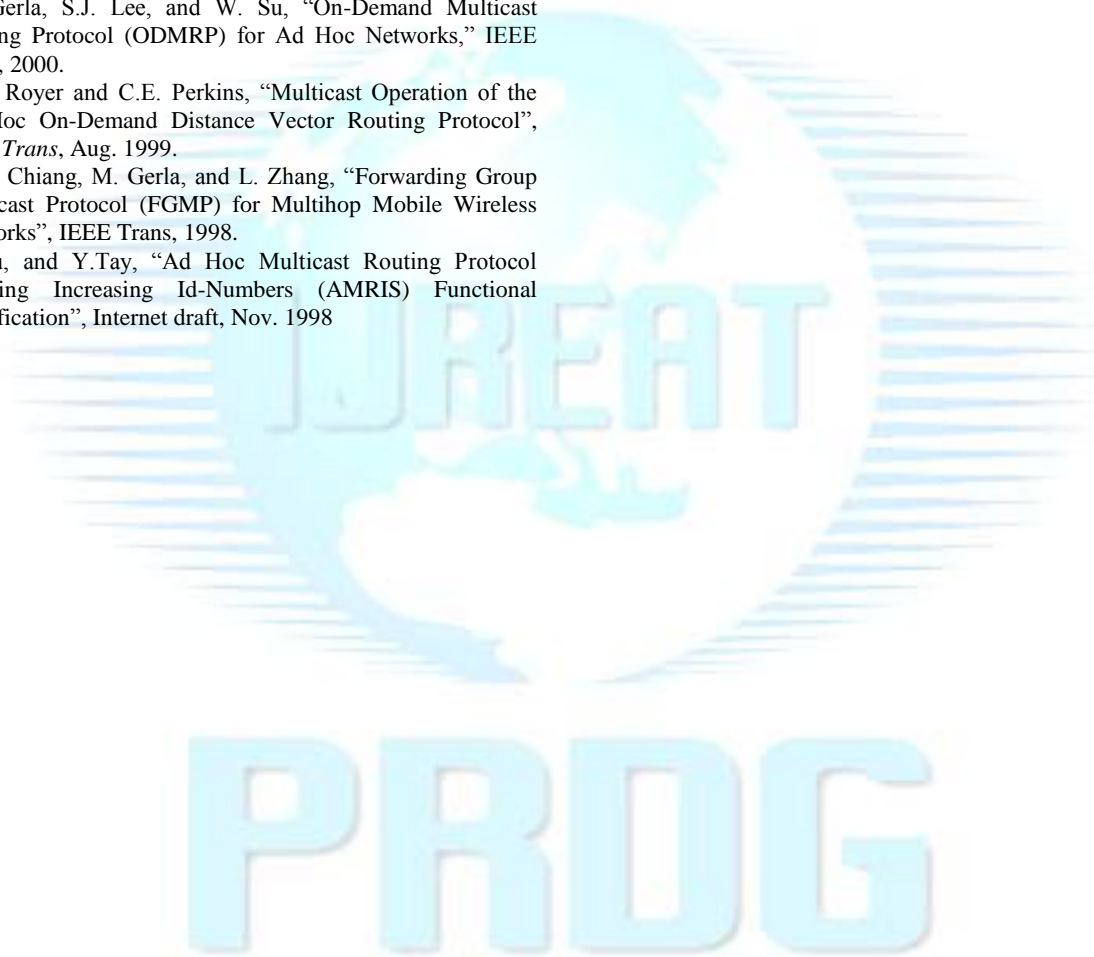 Gerla, S.J. Lee, and W. Su, “On-Demand Multicast
ng Protocol (ODMRP) for Ad Hoc Networks,” IEEE
, 2000.
Royer and C.E. Perkins, “Multicast Operation of the
oc On-Demand Distance Vector Routing Protocol”,
Trans, Aug. 1999.
Chiang, M. Gerla, and L. Zhang, “Forwarding Group
cast Protocol (FGMP) for Multihop Mobile Wireless
orks”, IEEE Trans, 1998.
, and Y.Tay, “Ad Hoc Multicast Routing Protocol
ing Increasing Id-Numbers (AMRIS) Functional
fication”, Internet draft, Nov. 1998
IJREAT
PRDG